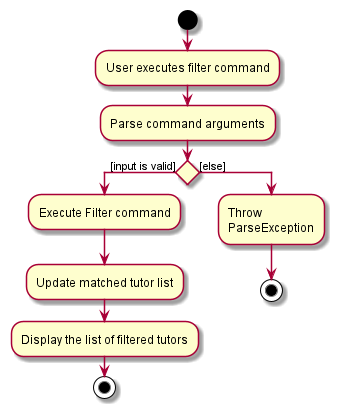 User executes filter command
Parse command arguments
[input is valid]
[else]
Execute Filter command
Throw
ParseException
Update matched tutor list
Display the list of filtered tutors